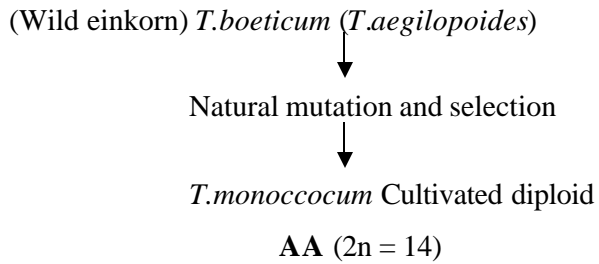 (Wild einkorn) T.boeticum (T.aegilopoides)
Natural mutation and selection
T.monoccocum Cultivated diploid
AA (2n = 14)